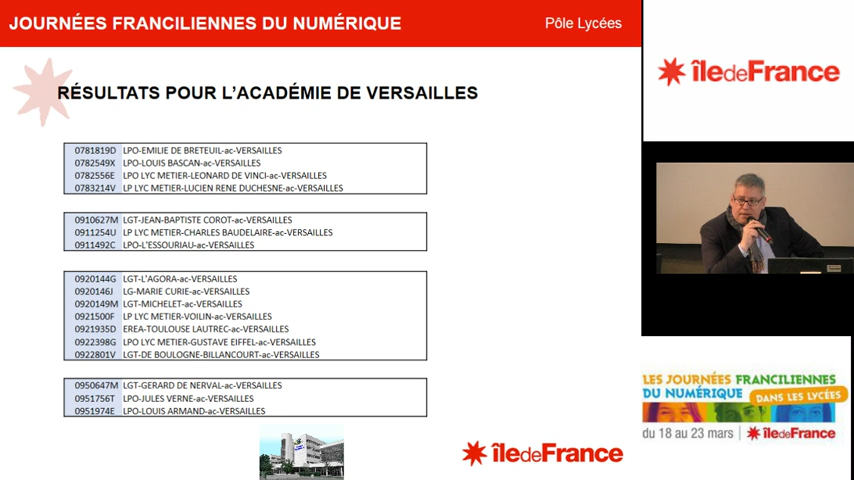 JOURNÉES FRANCILIENNES DU NUMÉRIQUE
Pôle Lycées
RÉSULTATS POUR L'ACADÉMIE DE VERSAILLES
0781819D LPO-EMILIE DE BRETEUIL-ac-VERSAILLES
0782549X LPO-LOUIS BASCAN-ac-VERSAILLES
0782556E LPO LYC METIER-LEONARD DE VINCI-ac-VERSAILLES
0783214V LP LYC METIER-LUCIEN RENE DUCHESNE-ac-VERSAILLES
0910627M LGT-JEAN-BAPTISTE COROT-ac-VERSAILLES
0911254U LP LYC METIER-CHARLES BAUDELAIRE-ac-VERSAILLES
0911492C LPO-L'ESSOURIAU-ac-VERSAILLES
0920144G LGT-L'AGORA-ac-VERSAILLES
0920146J LG-MARIE CURIE-ac-VERSAILLES
0920149M LGT-MICHELET-ac-VERSAILLES
0921500F LP LYC METIER-VOILIN-ac-VERSAILLES
0921935D EREA-TOULOUSE LAUTREC-ac-VERSAILLES
0922398G LPO LYC METIER-GUSTAVE EIFFEL-ac-VERSAILLES
0922801V LGT-DE BOULOGNE-BILLANCOURT-ac-VERSAILLES
0950647M LGT-GERARD DE NERVAL-ac-VERSAILLES
0951756T LPO-JULES VERNE-ac-VERSAILLES
0951974E LPO-LOUIS ARMAND-ac-VERSAILLES
îledeFrance
îledeFrance
LES JOURNÉES FRANCILIENNES
DU NUMÉRIQUE DANS LES LYCÉES
du 18 au 23 mars îledeFrance